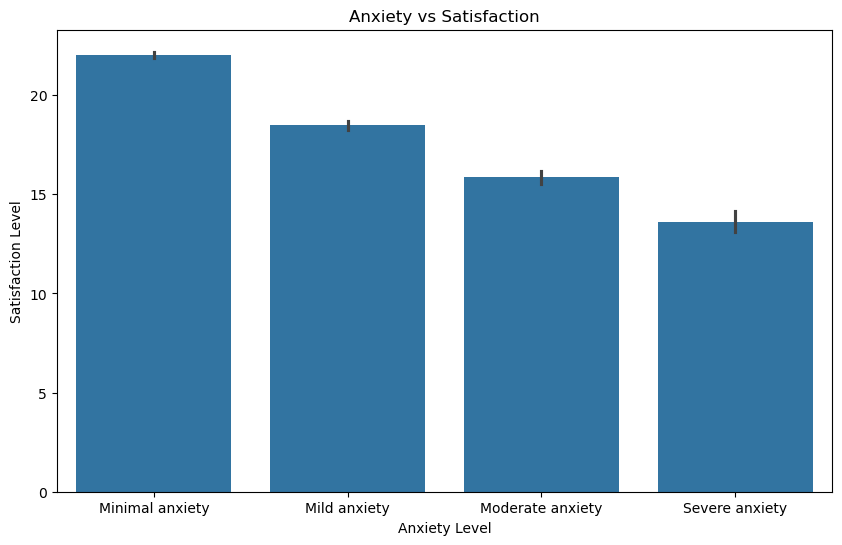 Anxiety vs Satisfaction
Satisfaction Level
20
15
10
5
0
Minimal anxiety
Mild anxiety
Moderate anxiety
Severe anxiety
Anxiety Level